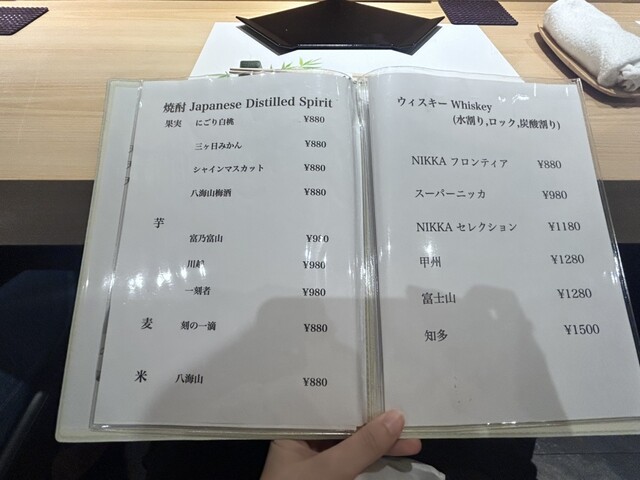 焼酎 Japanese Distilled Spirit
果実 にごり白桃 ¥880
三ヶ日みかん ¥880
シャインマスカット ¥880
八海山梅酒 ¥880
芋
富乃富山 ¥980
川越 ¥980
一刻者 ¥980
麦 刻の一滴 ¥880
米 八海山 ¥880
ウィスキー Whiskey
(水割り,ロック,炭酸割り)
NIKKA フロンティア ¥880
スーパーニッカ ¥980
NIKKA セレクション ¥1180
甲州 ¥1280
富士山 ¥1280
知多 ¥1500